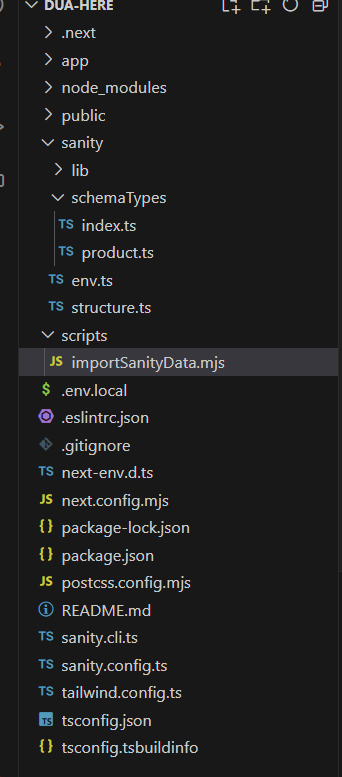 DUA-HERE
.next
app
node_modules
public
sanity
lib
schemaTypes
TS index.ts
TS product.ts
TS env.ts
TS structure.ts
scripts
JS importSanityData.mjs
$ .env.local
.eslintrc.json
.gitignore
TS next-env.d.ts
JS next.config.mjs
{} package-lock.json
{} package.json
JS postcss.config.mjs
README.md
TS sanity.cli.ts
TS sanity.config.ts
TS tailwind.config.ts
TS tsconfig.json
{} tsconfig.tsbuildinfo